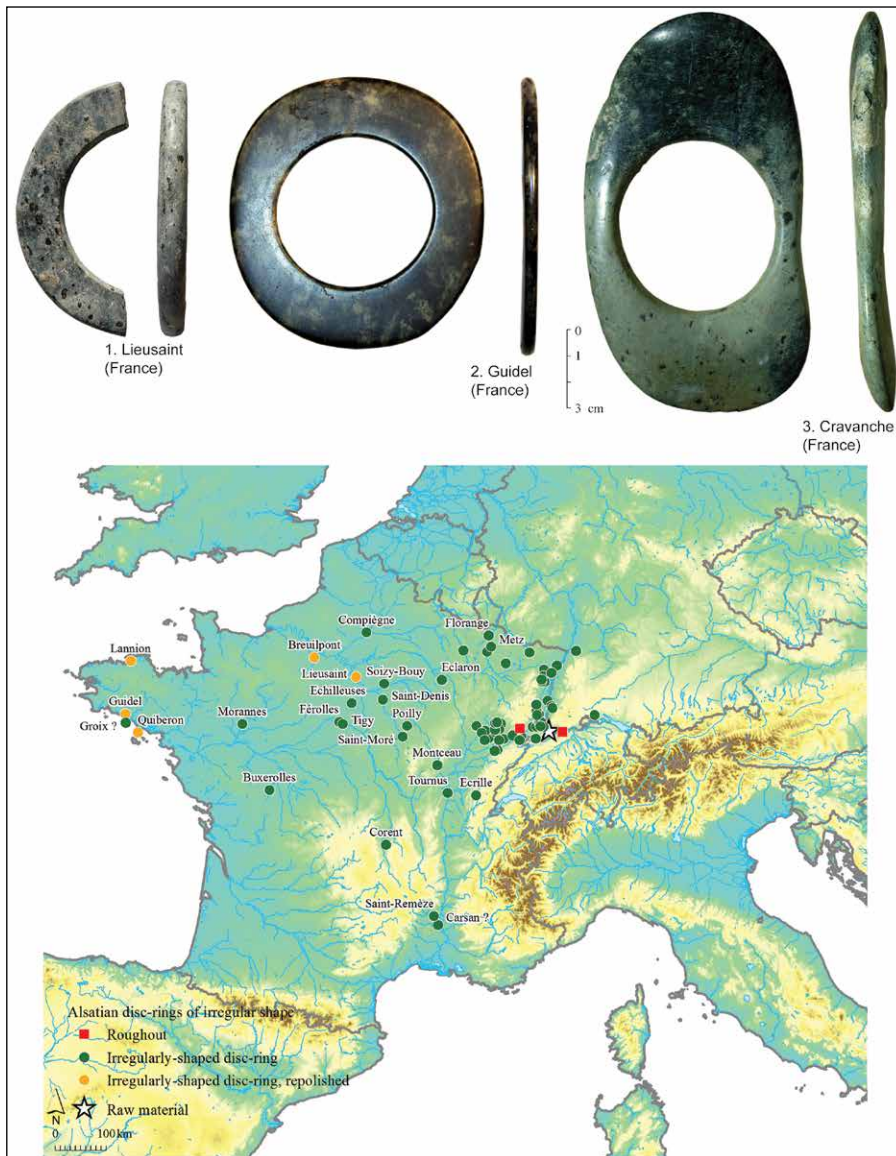 1. Lieusaint
(France)
2. Guidel
(France)
0
1
3 cm
3. Cravanche
(France)
Compiègne
Florange
Metz
Lannion
Breuilpont
Lieusaint
Soizy-Bouy
Eclaron
Echilleuses
Saint-Denis
Guidel
Groix ?
Quiberon
Morannes
Férolles
Tigy
Poilly
Saint-Moré
Montceau
Buxerolles
Tournus
Ecrille
Corent
Saint-Remèze
Carsan ?
Alsatian disc-rings of irregular shape
Roughout
Irregularly-shaped disc-ring
Irregularly-shaped disc-ring, repolished
Raw material
N
0 100km